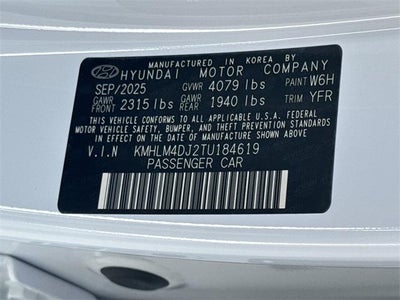 MANUFACTURED IN KOREA BY
HYUNDAI MOTOR COMPANY
SEP/2025 GVWR 4079 lbs PAINT W6H
GAWR FRONT 2315 lbs GAWR REAR 1940 lbs TRIM YFR
THIS VEHICLE CONFORMS TO ALL APPLICABLE U.S.A. FEDERAL
MOTOR VEHICLE SAFETY, BUMPER, AND THEFT PREVENTION
STANDARDS IN EFFECT ON THE DATE OF MANUFACTURE SHOWN ABOVE.
V.I.N KMHLM4DJ2TU184619
PASSENGER CAR